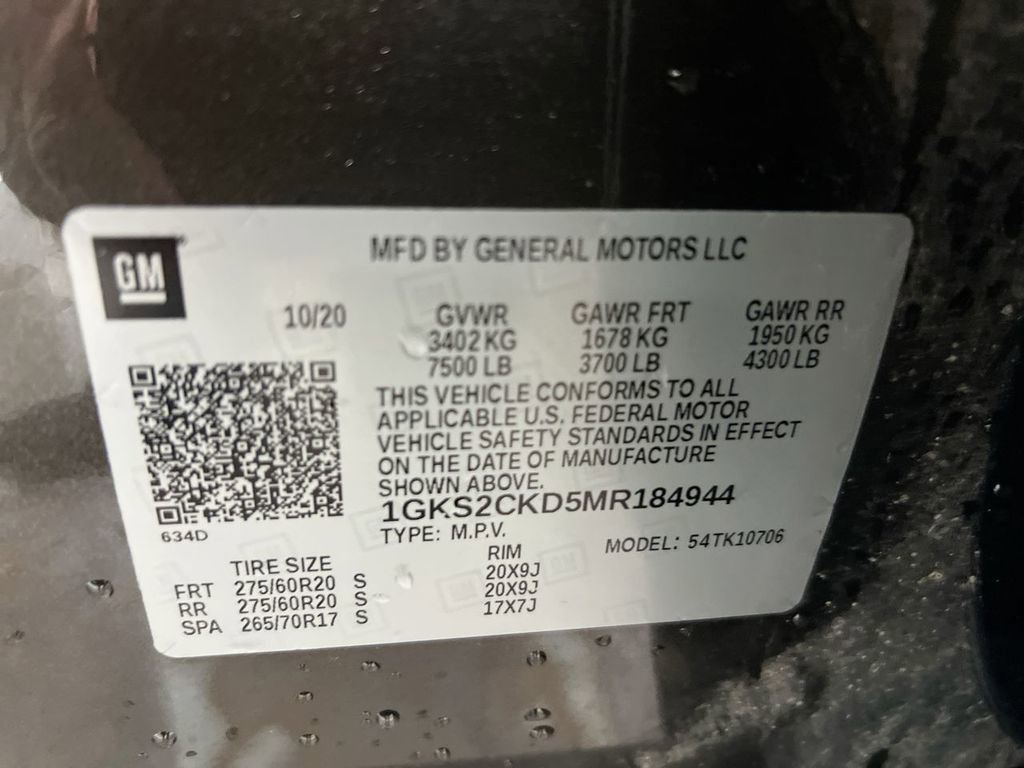 GM
MFD BY GENERAL MOTORS LLC
10/20 GVWR GAWR FRT GAWR RR
3402 KG 1678 KG 1950 KG
7500 LB 3700 LB 4300 LB
THIS VEHICLE CONFORMS TO ALL
APPLICABLE U.S. FEDERAL MOTOR
VEHICLE SAFETY STANDARDS IN EFFECT
ON THE DATE OF MANUFACTURE
SHOWN ABOVE.
1GKS2CKD5MR184944
634D
TYPE: M.P.V. MODEL: 54TK10706
TIRE SIZE RIM
FRT 275/60R20 S 20X9J
RR 275/60R20 S 20X9J
SPA 265/70R17 S 17X7J